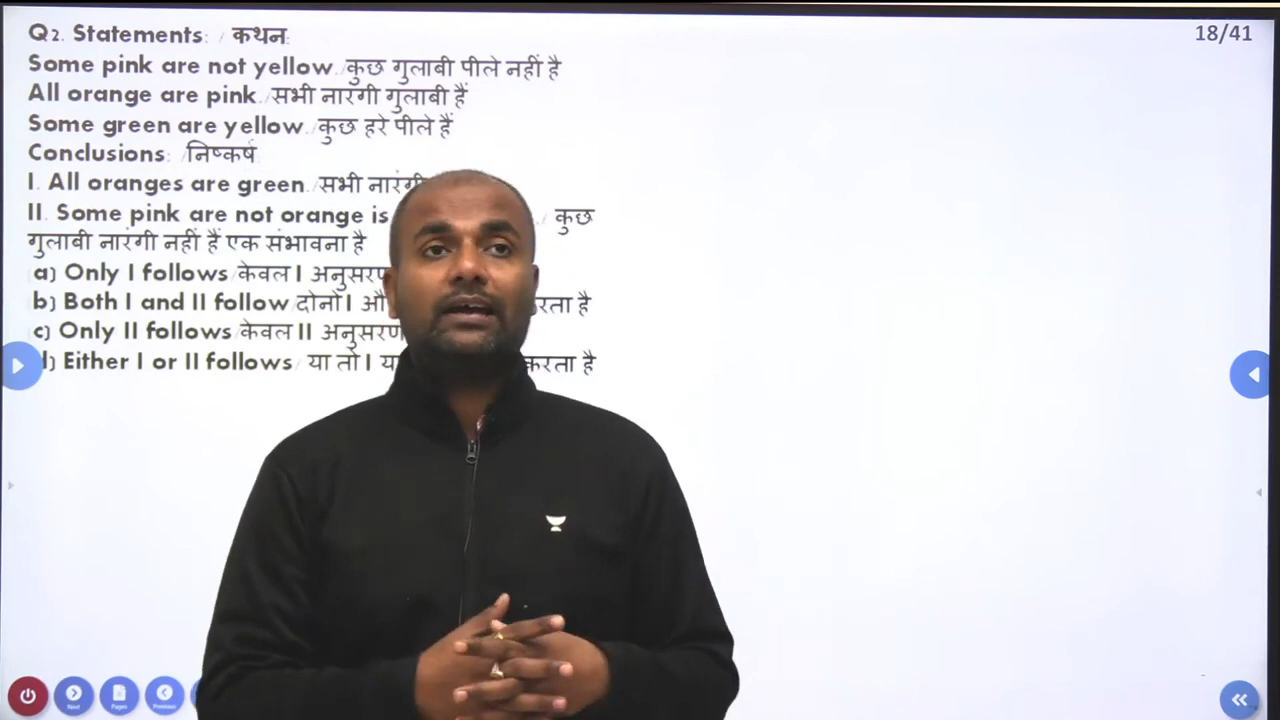 Q2. Statements: / कथन:
18/41
Some pink are not yellow./कुछ गुलाबी पीले नहीं है
All orange are pink./सभी नारंगी गुलाबी हैं
Some green are yellow./कुछ हरे पीले हैं
Conclusions: /निष्कर्ष:
I. All oranges are green./सभी नारंगी
II. Some pink are not orange is / कुछ
गुलाबी नारंगी नहीं हैं एक संभावना है
a) Only I follows/केवल I
b) Both I and II follow/दोनों I करता है
c) Only II follows/केवल II अनुसरण
d) Either I or II follows/ या तो I करता है
Next
Pages
Previous